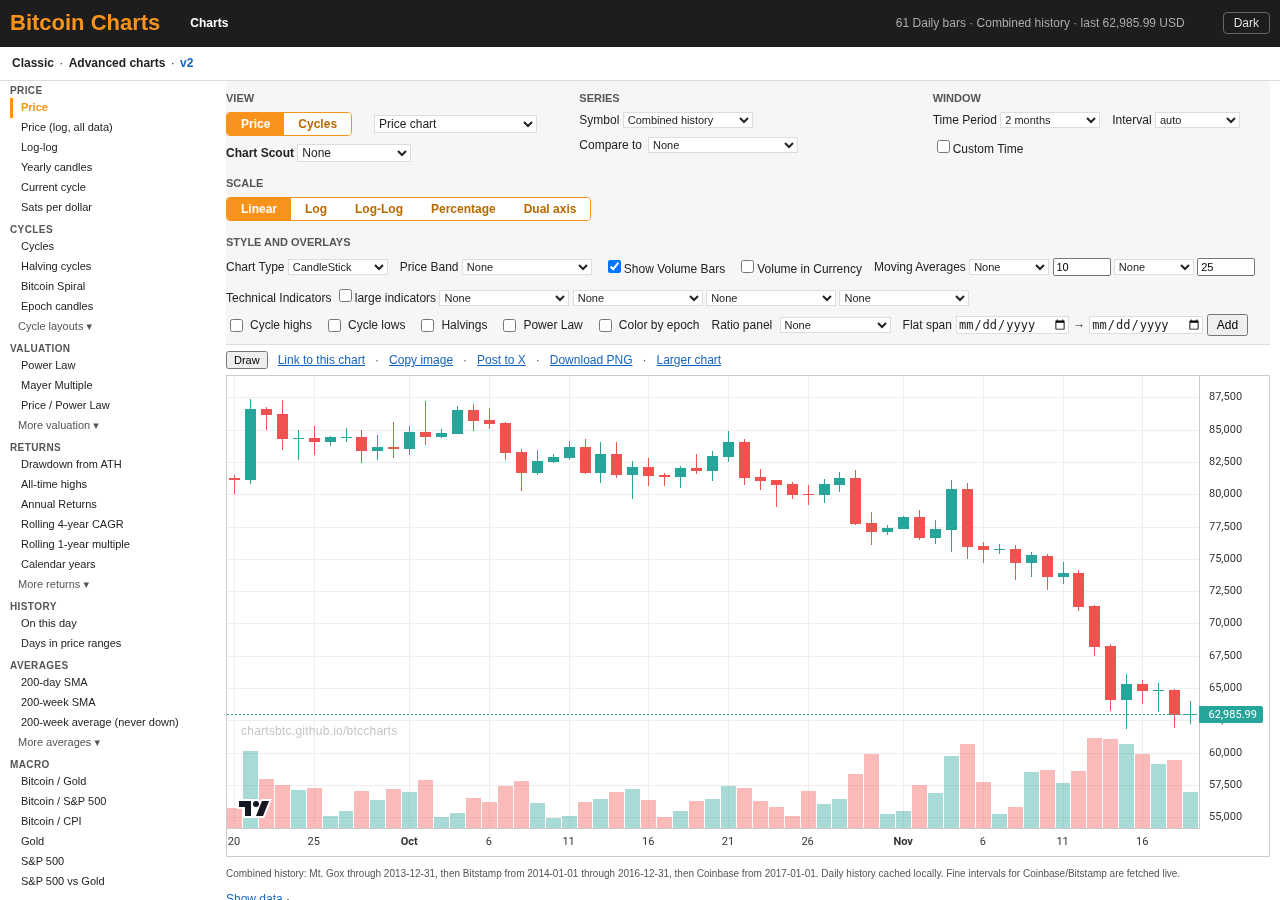 Bitcoin Charts
Charts
61 Daily bars · Combined history · last 62,985.99 USD
Dark
Classic · Advanced charts · v2
PRICE
Price
Price (log, all data)
Log-log
Yearly candles
Current cycle
Sats per dollar
CYCLES
Cycles
Halving cycles
Bitcoin Spiral
Epoch candles
Cycle layouts ▾
VALUATION
Power Law
Mayer Multiple
Price / Power Law
More valuation ▾
RETURNS
Drawdown from ATH
All-time highs
Annual Returns
Rolling 4-year CAGR
Rolling 1-year multiple
Calendar years
More returns ▾
HISTORY
On this day
Days in price ranges
AVERAGES
200-day SMA
200-week SMA
200-week average (never down)
More averages ▾
MACRO
Bitcoin / Gold
Bitcoin / S&P 500
Bitcoin / CPI
Gold
S&P 500
S&P 500 vs Gold
VIEW
Price Cycles Price chart
Chart Scout None
SERIES
Symbol Combined history
Compare to None
WINDOW
Time Period 2 months Interval auto
Custom Time
SCALE
Linear Log Log-Log Percentage Dual axis
STYLE AND OVERLAYS
Chart Type CandleStick Price Band None Show Volume Bars Volume in Currency Moving Averages None 10 None 25
Technical Indicators large indicators None None None None
Cycle highs Cycle lows Halvings Power Law Color by epoch Ratio panel None Flat span mm/dd/yyyy → mm/dd/yyyy Add
Draw Link to this chart · Copy image · Post to X · Download PNG · Larger chart
87,500
85,000
82,500
80,000
77,500
75,000
72,500
70,000
67,500
65,000
62,985.99
60,000
57,500
55,000
chartsbtc.github.io/btccharts
20 25 Oct 6 11 16 21 26 Nov 6 11 16
Combined history: Mt. Gox through 2013-12-31, then Bitstamp from 2014-01-01 through 2016-12-31, then Coinbase from 2017-01-01. Daily history cached locally. Fine intervals for Coinbase/Bitstamp are fetched live.
Show data ·